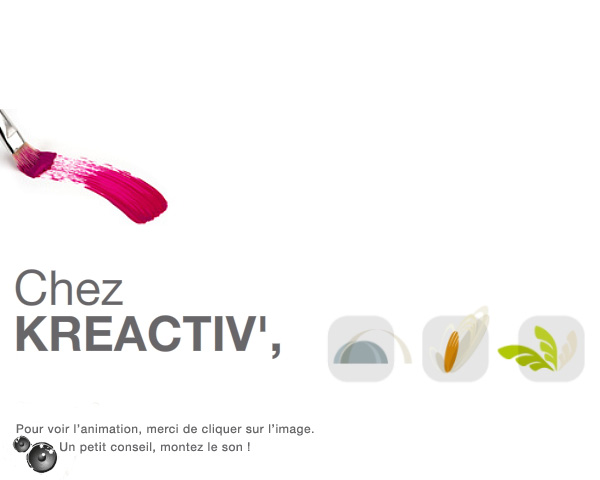 Chez
KREACTIV',
Pour voir l'animation, merci de cliquer sur l'image.
Un petit conseil, montez le son !